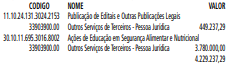 CODIGO NOME VALOR
11.10.24.131.3024.2153 Publicação de Editais e Outras Publicações Legais
33903900.00 Outros Serviços de Terceiros - Pessoa Jurídica 449.237,29
30.10.11.695.3016.8002 Ações de Educação em Segurança Alimentar e Nutricional
33903900.00 Outros Serviços de Terceiros - Pessoa Jurídica 3.780.000,00
4.229.237,29